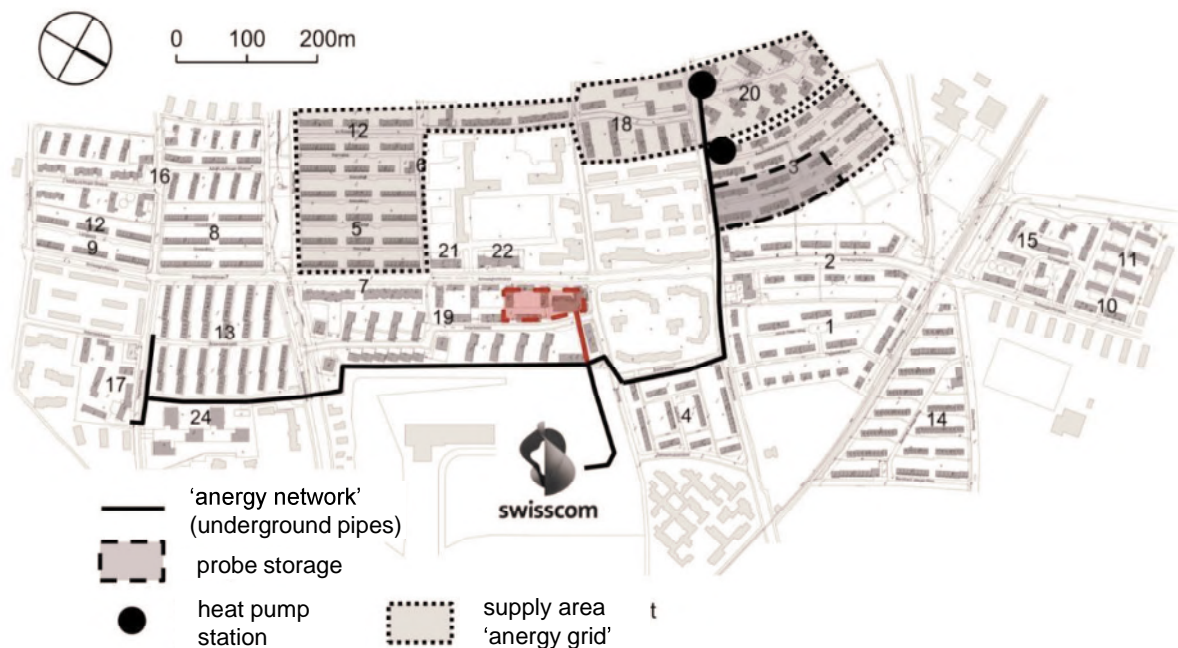 0 100 200m
12
20
18
6
3
16
12
8
5
9
21
22
2
15
11
7
10
19
13
1
17
24
4
14
swisscom
‘anergy network’
(underground pipes)
probe storage
heat pump
station
supply area
‘anergy grid’
t